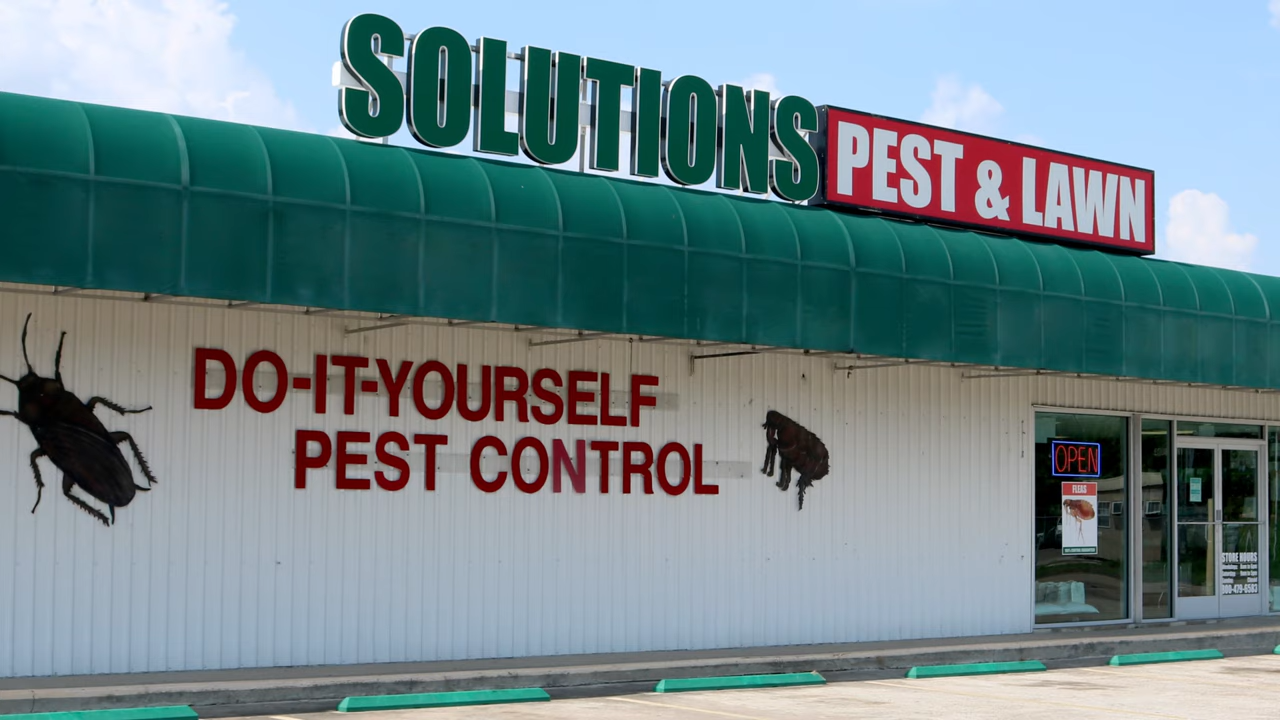 SOLUTIONS
PEST & LAWN
DO-IT-YOURSELF
PEST CONTROL
OPEN
FLEAS
STORE HOURS